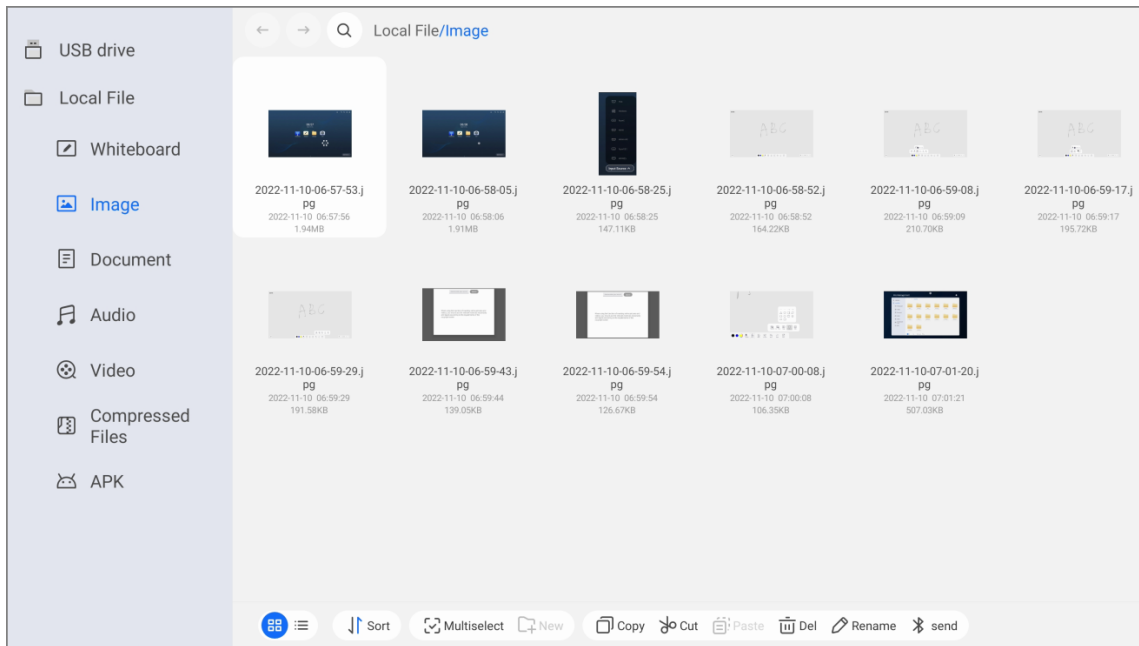 USB drive
Local File
Whiteboard
Image
Document
Audio
Video
Compressed
Files
APK
Local File/Image
2022-11-10-06-57-53.j
pg
2022-11-10 06:57:56
1.94MB
2022-11-10-06-58-05.j
pg
2022-11-10 06:58:06
1.91MB
2022-11-10-06-58-25.j
pg
2022-11-10 06:58:25
147.11KB
2022-11-10-06-58-52.j
pg
2022-11-10 06:58:52
164.22KB
2022-11-10-06-59-08.j
pg
2022-11-10 06:59:09
210.70KB
2022-11-10-06-59-17.j
pg
2022-11-10 06:59:17
195.72KB
ABC
ABC
ABC
2022-11-10-06-59-29.j
pg
2022-11-10 06:59:29
191.58KB
2022-11-10-06-59-43.j
pg
2022-11-10 06:59:44
139.05KB
2022-11-10-06-59-54.j
pg
2022-11-10 06:59:54
126.67KB
2022-11-10-07-00-08.j
pg
2022-11-10 07:00:08
106.35KB
2022-11-10-07-01-20.j
pg
2022-11-10 07:01:21
507.03KB
ABC
Sort
Multiselect
New
Copy
Cut
Paste
Del
Rename
send